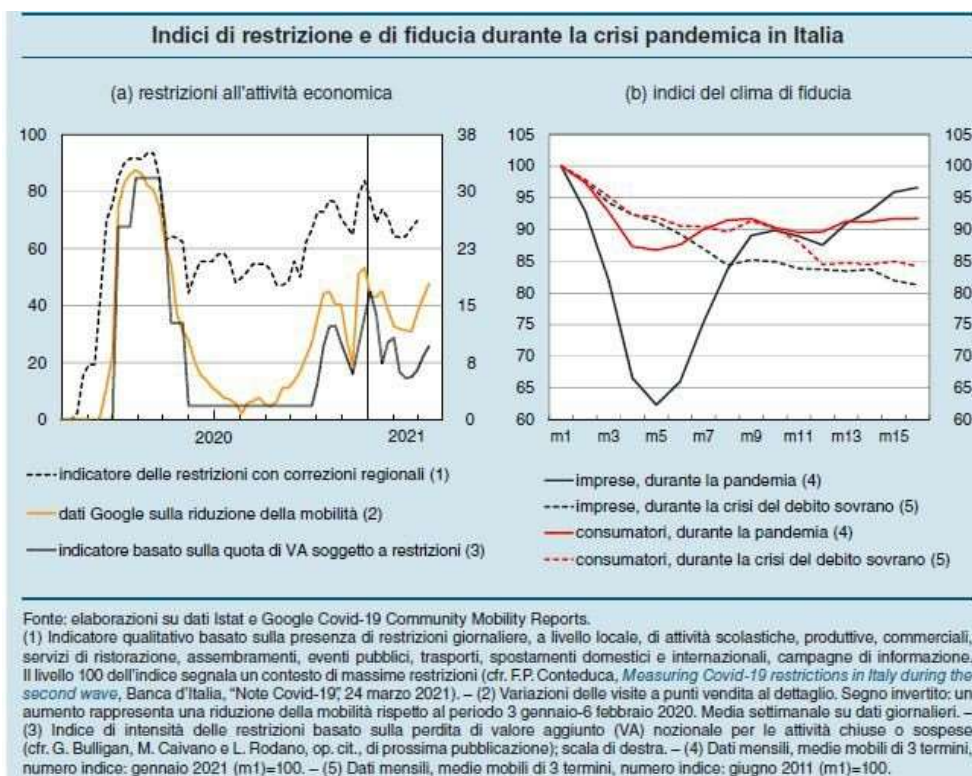 Indici di restrizione e di fiducia durante la crisi pandemica in Italia
(a) restrizioni all'attività economica
(b) indici del clima di fiducia
100
80
60
40
20
0
38
30
23
15
8
0
2020
2021
105
100
95
90
85
80
75
70
65
60
105
100
95
90
85
80
75
70
65
60
m1
m3
m5
m7
m9
m11
m13
m15
indicatore delle restrizioni con correzioni regionali (1)
dati Google sulla riduzione della mobilità (2)
indicatore basato sulla quota di VA soggetto a restrizioni (3)
imprese, durante la pandemia (4)
imprese, durante la crisi del debito sovrano (5)
consumatori, durante la pandemia (4)
consumatori, durante la crisi del debito sovrano (5)
Fonte: elaborazioni su dati Istat e Google Covid-19 Community Mobility Reports.
(1) Indicatore qualitativo basato sulla presenza di restrizioni giornaliere, a livello locale, di attività scolastiche, produttive, commerciali,
servizi di ristorazione, assembramenti, eventi pubblici, trasporti, spostamenti domestici e internazionali, campagne di informazione.
Il livello 100 dell'indice segnala un contesto di massime restrizioni (cfr. F.P. Conteduca, Measuring Covid-19 restrictions in Italy during the
second wave, Banca d'Italia, "Note Covid-19", 24 marzo 2021). – (2) Variazioni delle visite a punti vendita al dettaglio. Segno invertito: un
aumento rappresenta una riduzione della mobilità rispetto al periodo 3 gennaio-6 febbraio 2020. Media settimanale su dati giornalieri. –
(3) Indice di intensità delle restrizioni basato sulla perdita di valore aggiunto (VA) nozionale per le attività chiuse o sospese
(cfr. G. Bulligan, M. Caivano e L. Rodano, op. cit., di prossima pubblicazione); scala di destra. – (4) Dati mensili, medie mobili di 3 termini,
numero indice: gennaio 2021 (m1)=100. – (5) Dati mensili, medie mobili di 3 termini, numero indice: giugno 2011 (m1)=100.